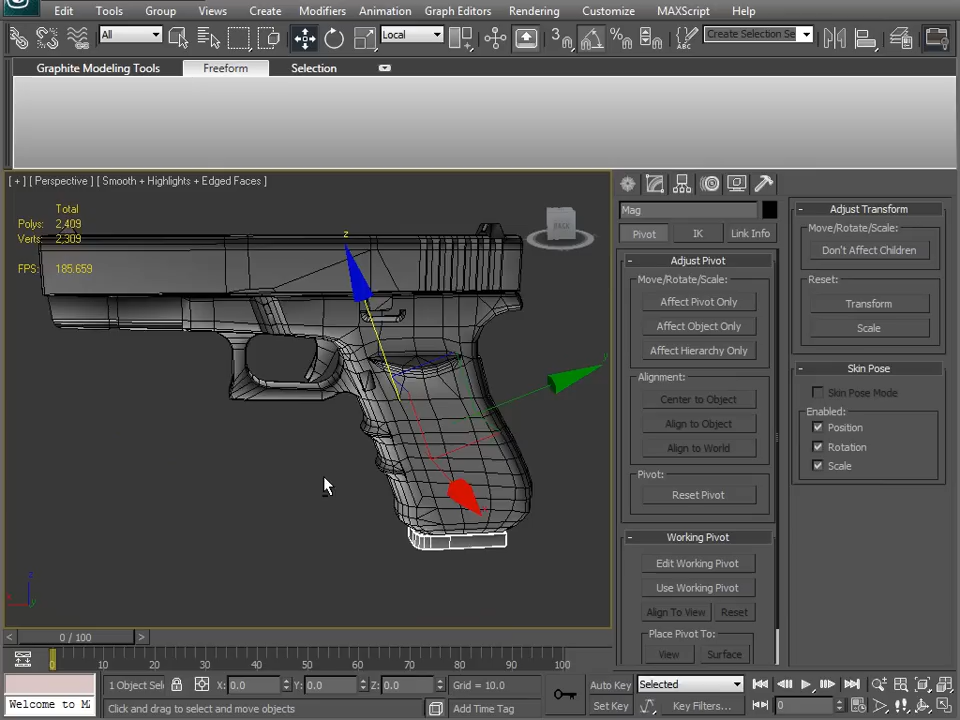 Edit Tools Group Views Create Modifiers Animation Graph Editors Rendering Customize MAXScript Help
All Local 3 Create Selection Se
Graphite Modeling Tools Freeform Selection
[ + ] [ Perspective ] [ Smooth + Highlights + Edged Faces ]
Total
Polys: 2,409
Verts: 2,309
FPS: 185.659
BACK
z
y
z
x y
Mag
Pivot IK Link Info
- Adjust Pivot
Move/Rotate/Scale:
Affect Pivot Only
Affect Object Only
Affect Hierarchy Only
Alignment:
Center to Object
Align to Object
Align to World
Pivot:
Reset Pivot
- Working Pivot
Edit Working Pivot
Use Working Pivot
Align To View Reset
Place Pivot To:
View Surface
- Adjust Transform
Move/Rotate/Scale:
Don't Affect Children
Reset:
Transform
Scale
- Skin Pose
Skin Pose Mode
Enabled:
Position
Rotation
Scale
< 0 / 100 >
0 10 20 30 40 50 60 70 80 90 100
1 Object Sel X: 0.0 Y: 0.0 Z: 0.0 Grid = 10.0 Auto Key Selected
Welcome to M Click and drag to select and move objects Add Time Tag Set Key Key Filters... 0